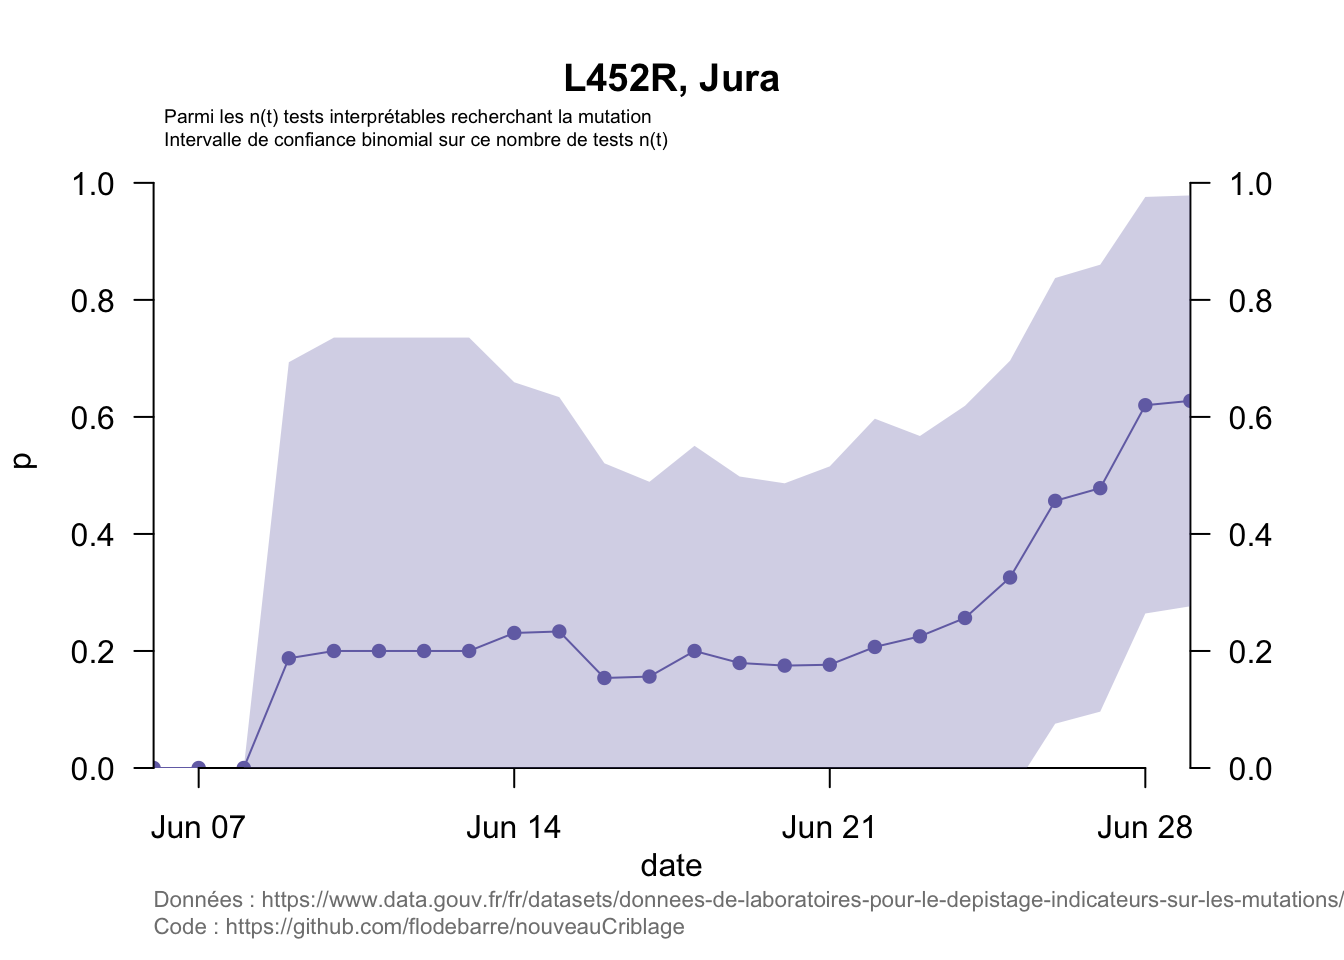 L452R, Jura
Parmi les n(t) tests interprétables recherchant la mutation
Intervalle de confiance binomial sur ce nombre de tests n(t)
1.0
0.8
0.6
0.4
0.2
0.0
p
1.0
0.8
0.6
0.4
0.2
0.0
Jun 07 Jun 14 Jun 21 Jun 28
date
Données : https://www.data.gouv.fr/fr/datasets/donnees-de-laboratoires-pour-le-depistage-indicateurs-sur-les-mutations/
Code : https://github.com/flodebarre/nouveauCriblage